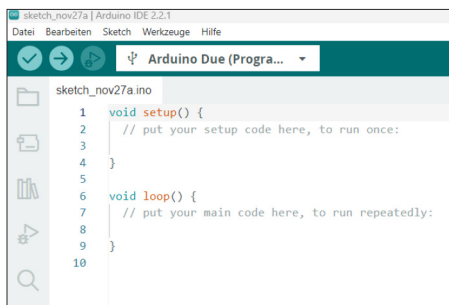 sketch_nov27a | Arduino IDE 2.2.1
Datei Bearbeiten Sketch Werkzeuge Hilfe
Arduino Due (Progra...
sketch_nov27a.ino
1 void setup() {
2 // put your setup code here, to run once:
3
4 }
5
6 void loop() {
7 // put your main code here, to run repeatedly:
8
9 }
10